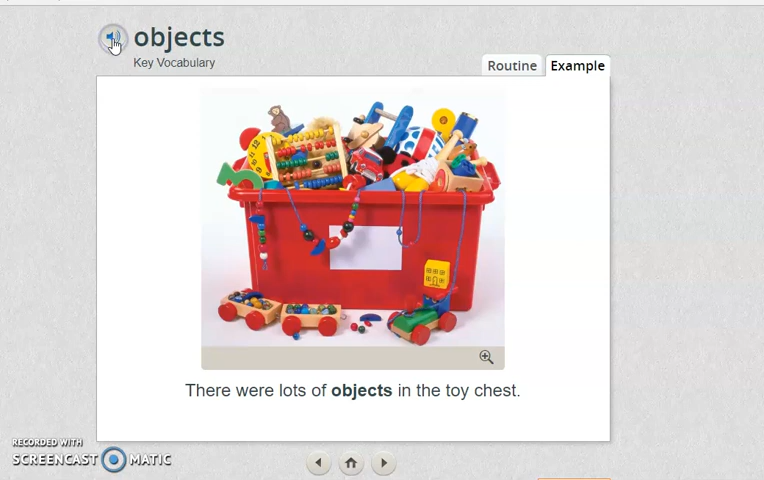 objects
Key Vocabulary
Routine Example
There were lots of objects in the toy chest.
RECORDED WITH
SCREENCAST MATIC